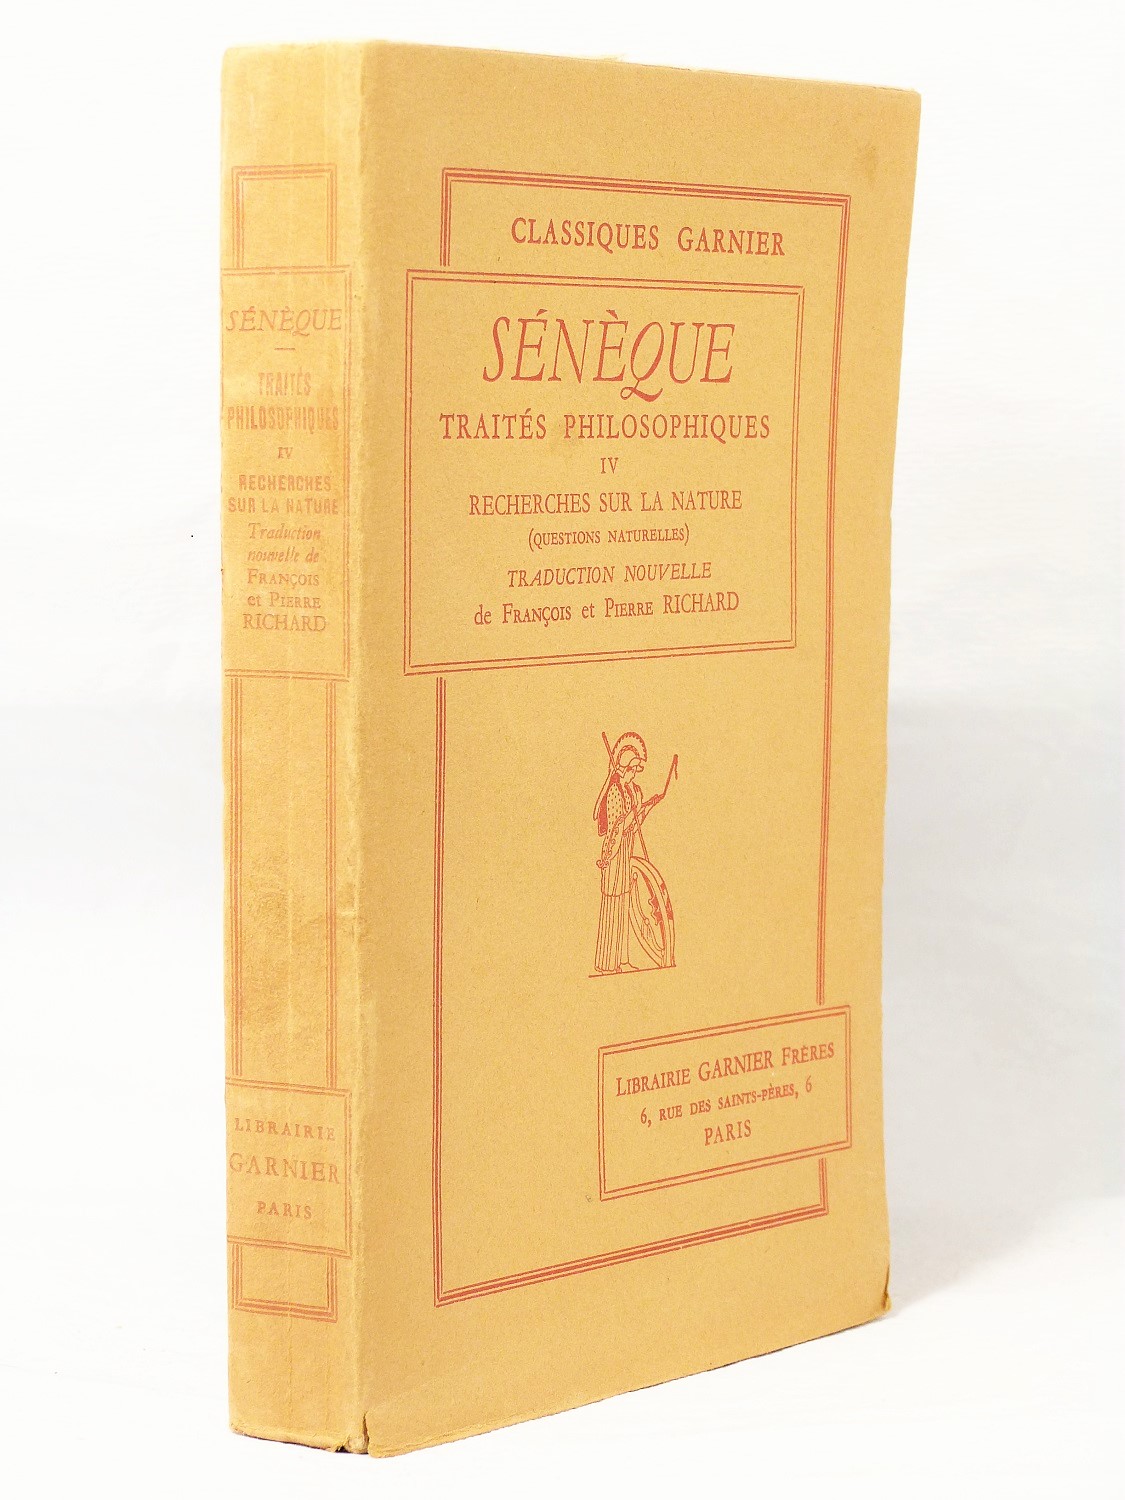 SÉNÈQUE
TRAITÉS
PHILOSOPHIQUES
IV
RECHERCHES
SUR LA NATURE
Traduction
nouvelle de
FRANÇOIS
et PIERRE
RICHARD
LIBRAIRIE
GARNIER
PARIS
CLASSIQUES GARNIER
SÉNÈQUE
TRAITÉS PHILOSOPHIQUES
IV
RECHERCHES SUR LA NATURE
(QUESTIONS NATURELLES)
TRADUCTION NOUVELLE
de FRANÇOIS et PIERRE RICHARD
LIBRAIRIE GARNIER FRÈRES
6, RUE DES SAINTS-PÈRES, 6
PARIS